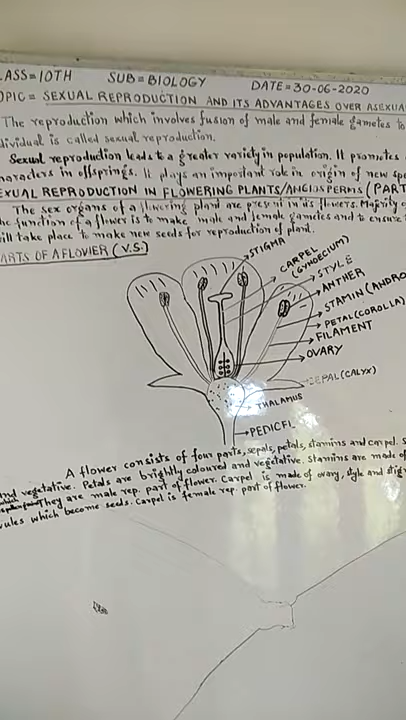 LASS=10TH SUB=BIOLOGY DATE=30-06-2020
OPIC= SEXUAL REPRODUCTION AND ITS ADVANTAGES OVER ASEXUA
The reproduction which involves fusion of male and female gametes to
dividual is called sexual reproduction.
Sexual reproduction leads to a greater variety in population. It promotes
haracters in offsprings. It plays an important role in origin of new spe
EXUAL REPRODUCTION IN FLOWERING PLANTS/ANGIOSPERMS (PART
The sex organs of a flowering plant are present in its flowers. Majority of
he function of a flower is to make male and female gametes and to ensure
ill take place to make new seeds for reproduction of plant.
ARTS OF A FLOVIER (V.S.)
STIGMA
CARPEL
(GYNOECIUM)
STYLE
ANTHER
STAMIN (ANDRO
PETAL (COROLLA)
FILAMENT
OVARY
SEPAL (CALYX)
THALAMUS
PEDICEL
A flower consists of four parts, sepals, petals, stamins and carpel. S
and vegetative. Petals are brightly coloured and vegetative. Stamins are made of
They are male rep. part of flower. Carpel is made of ovary, style and stig
vules which become seeds. Carpel is female rep. part of flower.